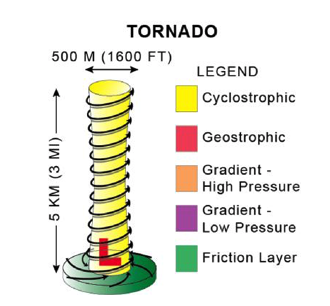 TORNADO
500 M (1600 FT)
LEGEND
Cyclostrophic
Geostrophic
Gradient -
High Pressure
Gradient -
Low Pressure
Friction Layer
5 KM (3 MI)
L